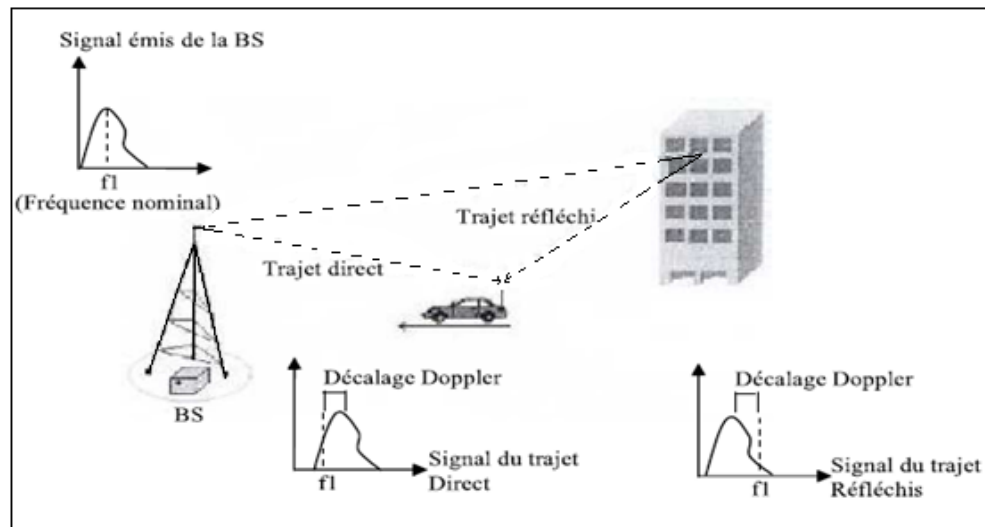 Signal émis de la BS
f1
(Fréquence nominal)
Trajet réfléchi
Trajet direct
BS
Décalage Doppler
f1
Signal du trajet
Direct
Décalage Doppler
f1
Signal du trajet
Réfléchis